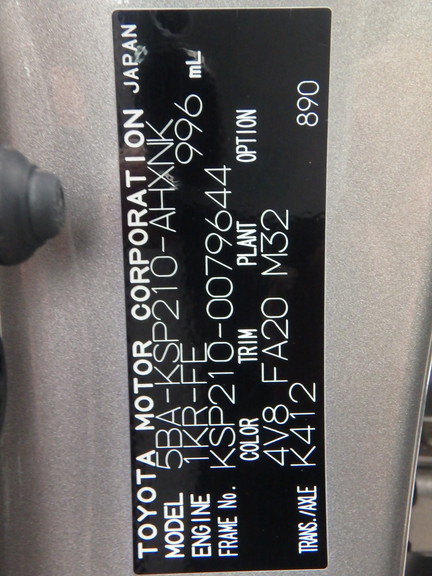 TOYOTA MOTOR CORPORATION JAPAN
MODEL 5BA-KSP210-AHXNK
ENGINE 1KR-FE 996 mL
FRAME No. KSP210-0079644
COLOR TRIM PLANT OPTION
4V8 FA20 M32
TRANS./AXLE K412 890